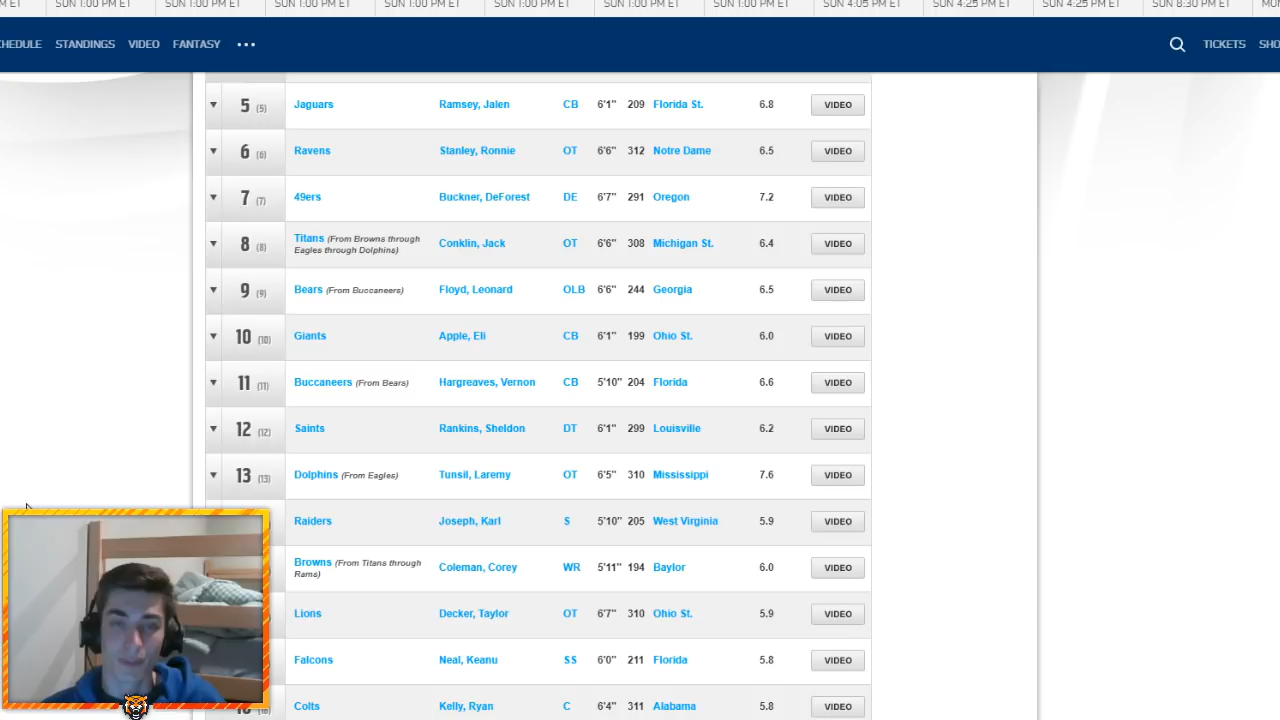 M ET SUN 1:00 PM ET SUN 1:00 PM ET SUN 1:00 PM ET SUN 1:00 PM ET SUN 1:00 PM ET SUN 1:00 PM ET SUN 1:00 PM ET SUN 4:05 PM ET SUN 4:25 PM ET SUN 4:25 PM ET SUN 8:30 PM ET MON
CHEDULE STANDINGS VIDEO FANTASY ••• TICKETS SHO
5 (5) Jaguars Ramsey, Jalen CB 6'1" 209 Florida St. 6.8 VIDEO
6 (6) Ravens Stanley, Ronnie OT 6'6" 312 Notre Dame 6.5 VIDEO
7 (7) 49ers Buckner, DeForest DE 6'7" 291 Oregon 7.2 VIDEO
8 (8) Titans (From Browns through Eagles through Dolphins) Conklin, Jack OT 6'6" 308 Michigan St. 6.4 VIDEO
9 (9) Bears (From Buccaneers) Floyd, Leonard OLB 6'6" 244 Georgia 6.5 VIDEO
10 (10) Giants Apple, Eli CB 6'1" 199 Ohio St. 6.0 VIDEO
11 (11) Buccaneers (From Bears) Hargreaves, Vernon CB 5'10" 204 Florida 6.6 VIDEO
12 (12) Saints Rankins, Sheldon DT 6'1" 299 Louisville 6.2 VIDEO
13 (13) Dolphins (From Eagles) Tunsil, Laremy OT 6'5" 310 Mississippi 7.6 VIDEO
Raiders Joseph, Karl S 5'10" 205 West Virginia 5.9 VIDEO
Browns (From Titans through Rams) Coleman, Corey WR 5'11" 194 Baylor 6.0 VIDEO
Lions Decker, Taylor OT 6'7" 310 Ohio St. 5.9 VIDEO
Falcons Neal, Keanu SS 6'0" 211 Florida 5.8 VIDEO
Colts Kelly, Ryan C 6'4" 311 Alabama 5.8 VIDEO